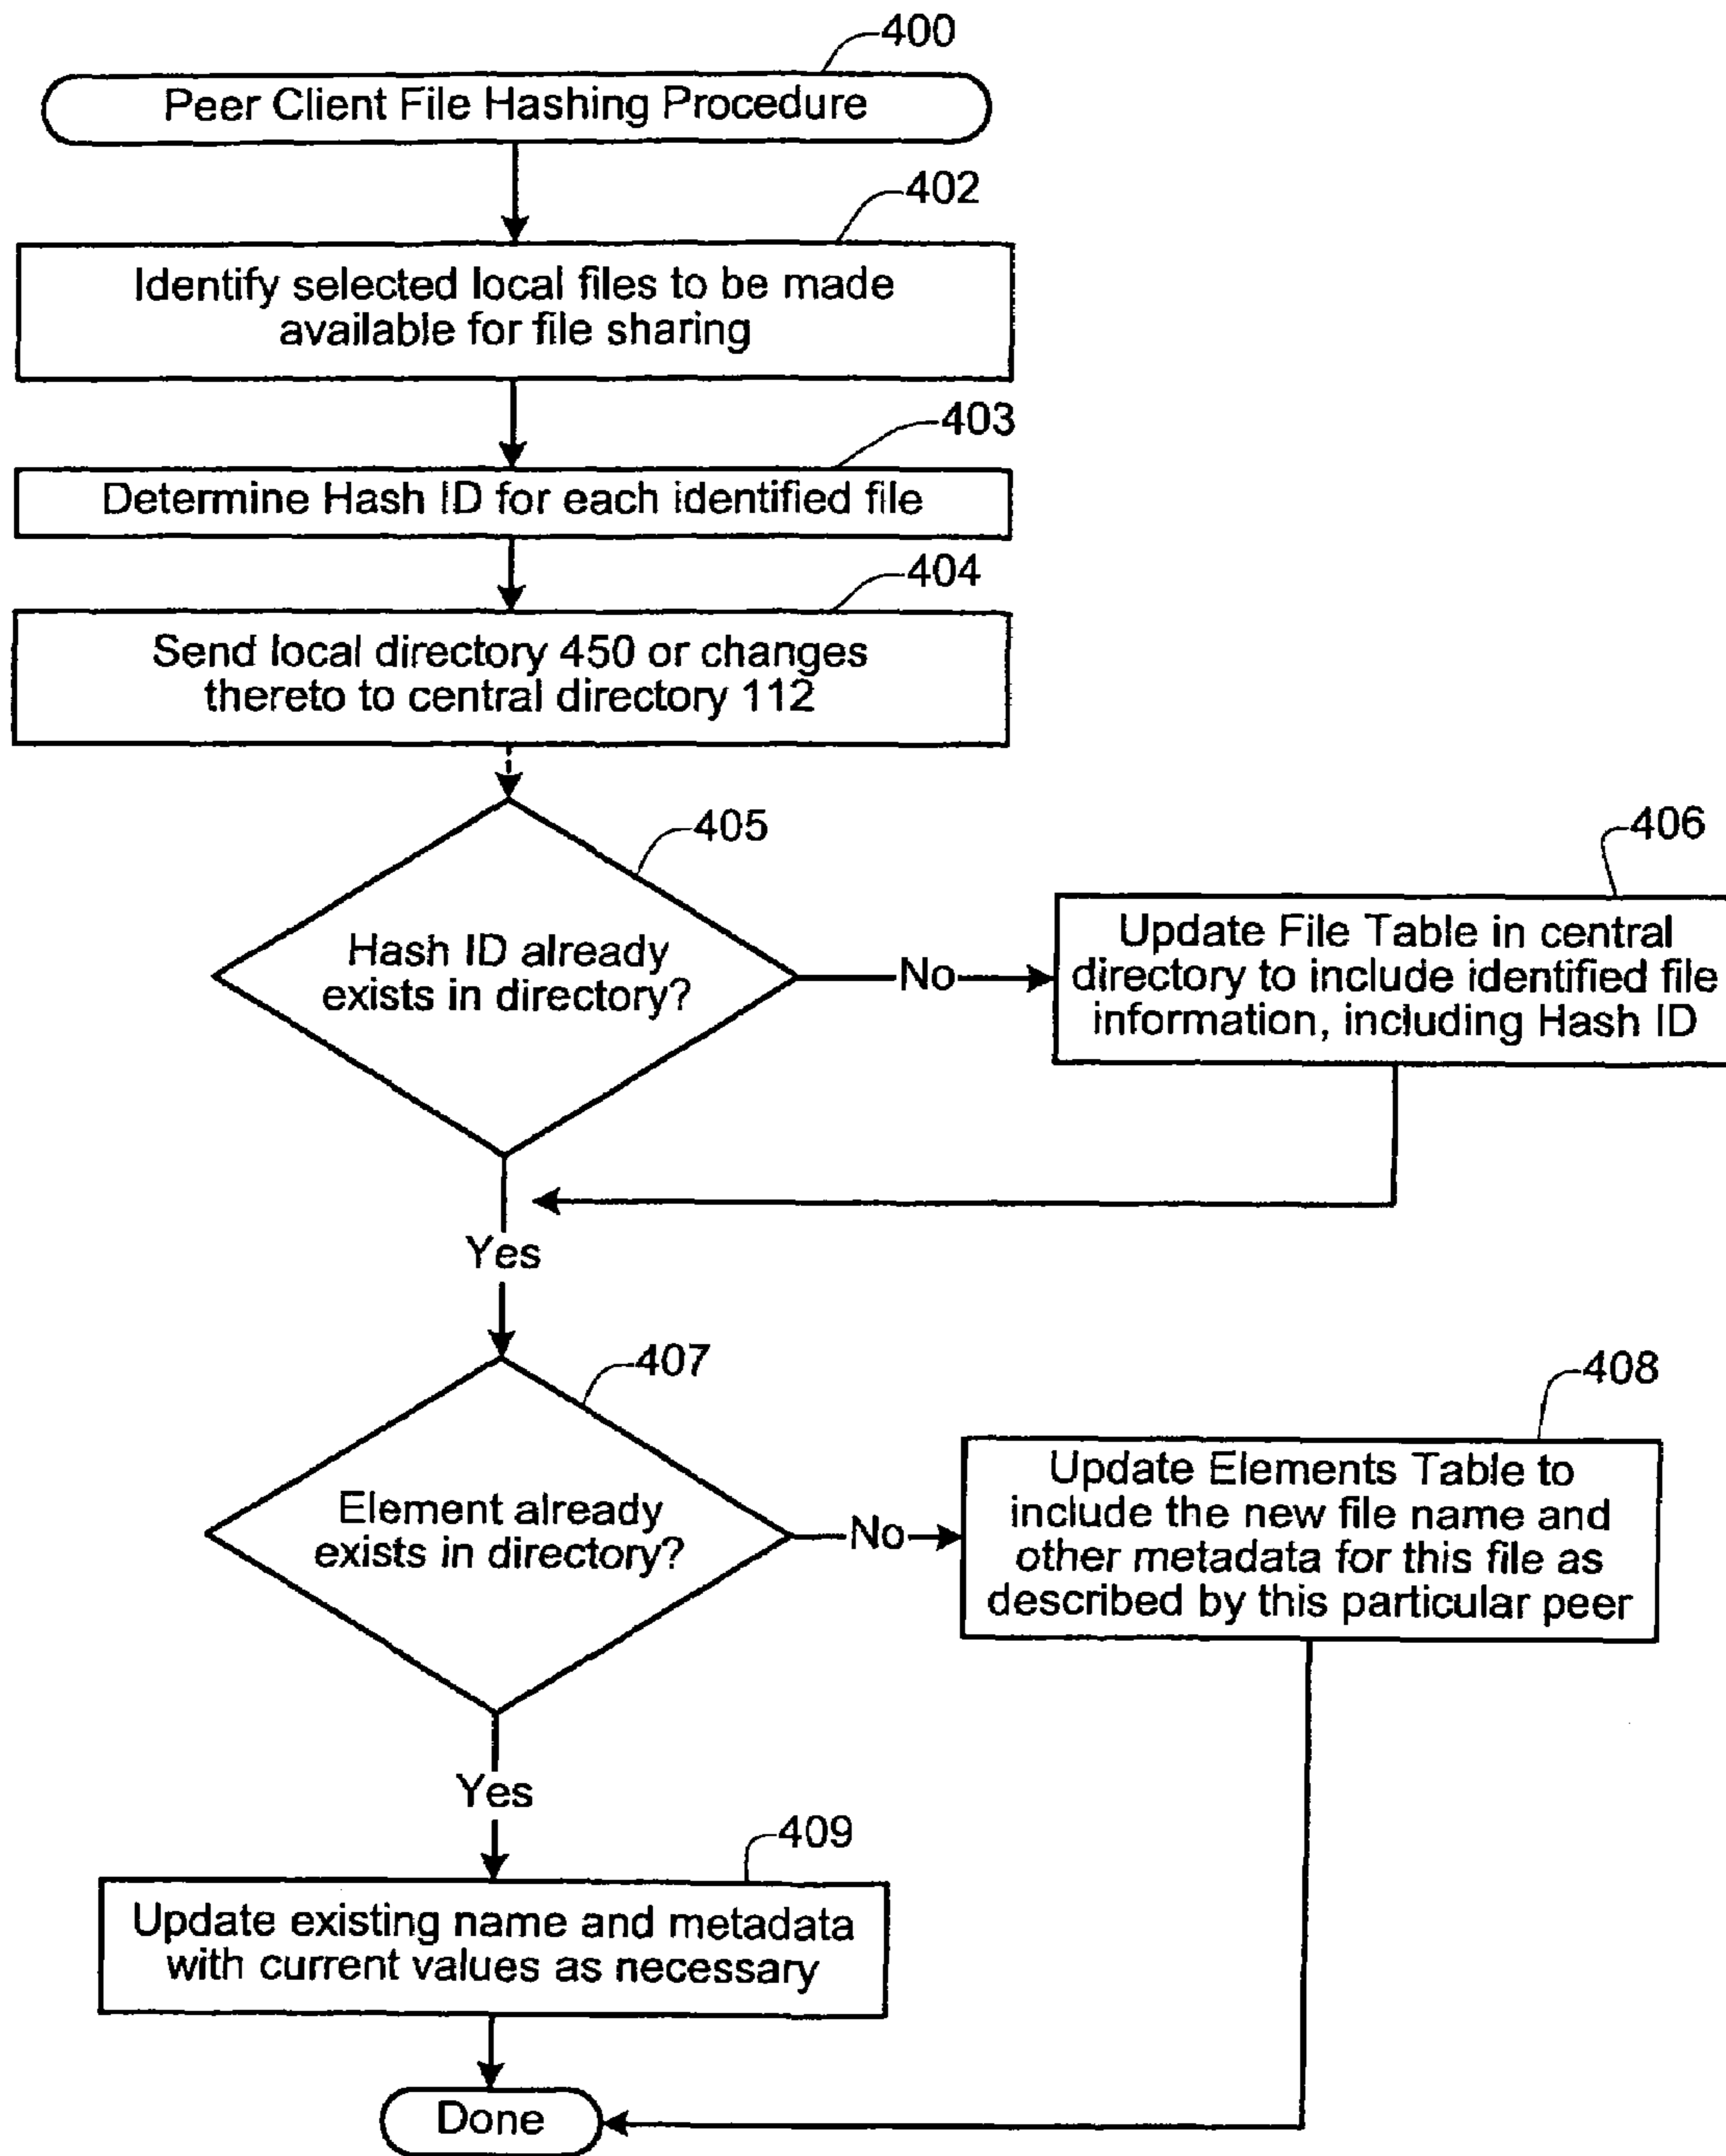 400
Peer Client File Hashing Procedure
402
Identify selected local files to be made
available for file sharing
403
Determine Hash ID for each identified file
404
Send local directory 450 or changes
thereto to central directory 112
405
Hash ID already
exists in directory?
No
406
Update File Table in central
directory to include identified file
information, including Hash ID
Yes
407
Element already
exists in directory?
No
408
Update Elements Table to
include the new file name and
other metadata for this file as
described by this particular peer
Yes
409
Update existing name and metadata
with current values as necessary
Done